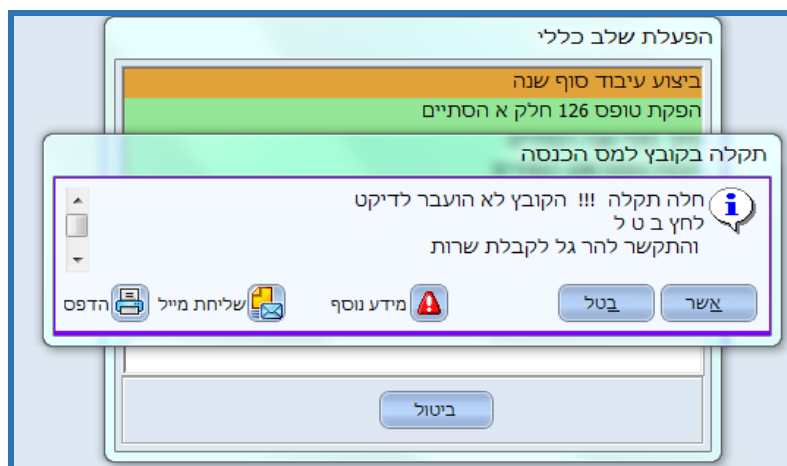 הפעלת שלב כללי
ביצוע עיבוד סוף שנה
הפקת טופס 126 חלק א הסתיים
תקלה בקובץ למס הכנסה
חלה תקלה !!! הקובץ לא הועבר לדיקט
לחץ ב ט ל
והתקשר להר גל לקבלת שרות
אשר בטל מידע נוסף שליחת מייל הדפס
ביטול